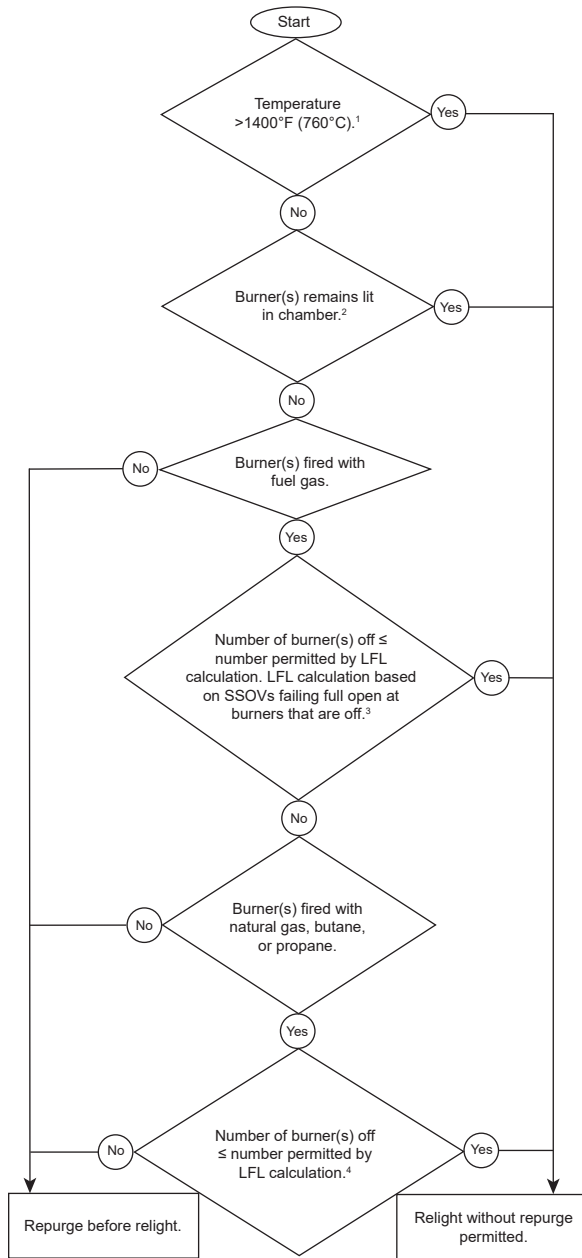 Start
Temperature
>1400°F (760°C).¹
Yes
No
Burner(s) remains lit
in chamber.²
Yes
No
No
Burner(s) fired with
fuel gas.
Yes
Number of burner(s) off ≤
number permitted by LFL
calculation. LFL calculation based
on SSOVs failing full open at
burners that are off.³
Yes
No
No
Burner(s) fired with
natural gas, butane,
or propane.
Yes
No
Number of burner(s) off
≤ number permitted by
LFL calculation.⁴
Yes
Repurge before relight.
Relight without repurge
permitted.